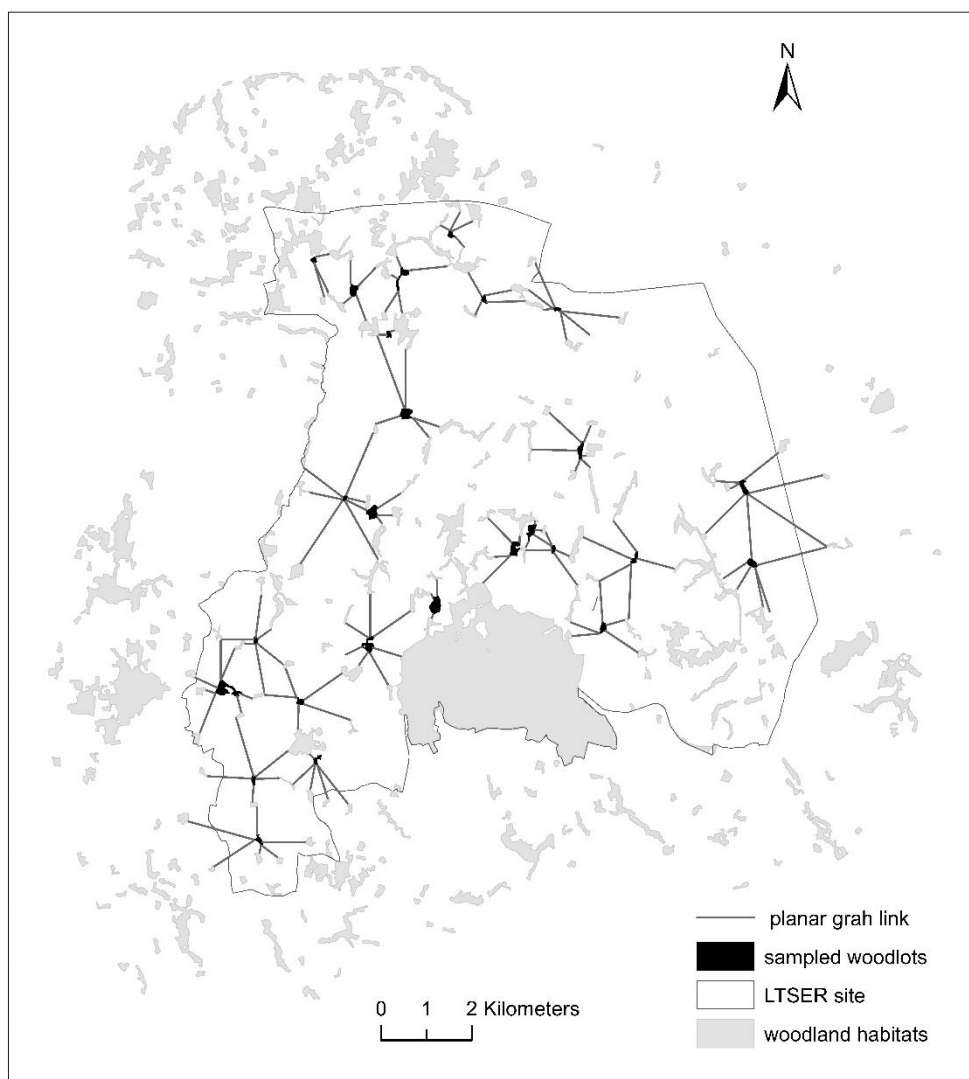 N
planar grah link
sampled woodlots
LTSER site
woodland habitats
0 1 2 Kilometers